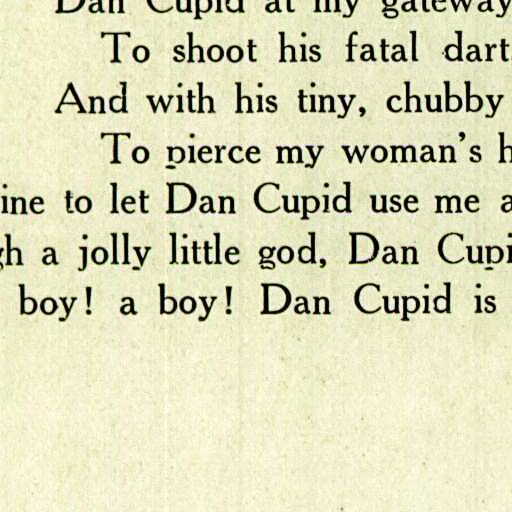 Dan Cupid at my gateway
To shoot his fatal dart
And with his tiny, chubby
To pierce my woman's h
ine to let Dan Cupid use me a
gh a jolly little god, Dan Cupi
boy! a boy! Dan Cupid is